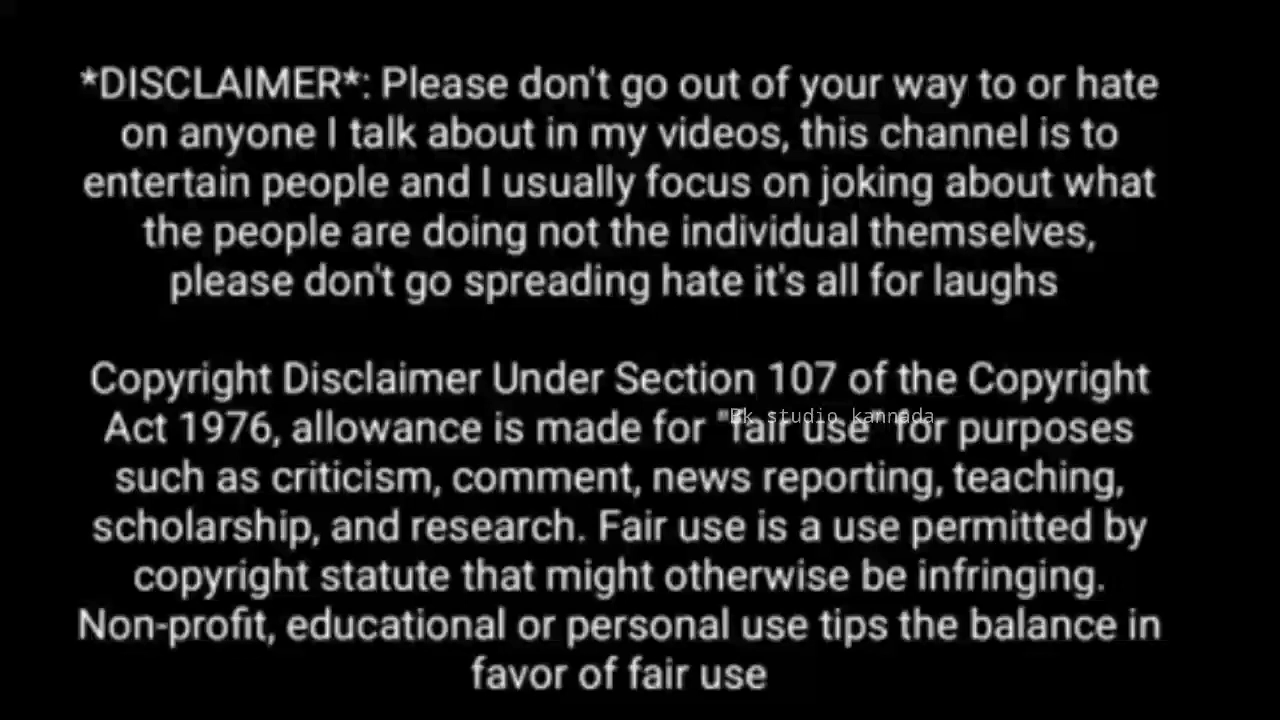 *DISCLAIMER*: Please don't go out of your way to or hate
on anyone I talk about in my videos, this channel is to
entertain people and I usually focus on joking about what
the people are doing not the individual themselves,
please don't go spreading hate it's all for laughs
Copyright Disclaimer Under Section 107 of the Copyright
Act 1976, allowance is made for "fair use" for purposes
Bk studio kannada
such as criticism, comment, news reporting, teaching,
scholarship, and research. Fair use is a use permitted by
copyright statute that might otherwise be infringing.
Non-profit, educational or personal use tips the balance in
favor of fair use